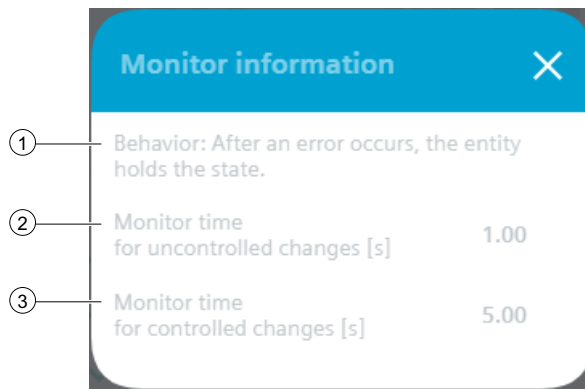 Monitor information
1 Behavior: After an error occurs, the entity
holds the state.
2 Monitor time
for uncontrolled changes [s] 1.00
3 Monitor time
for controlled changes [s] 5.00